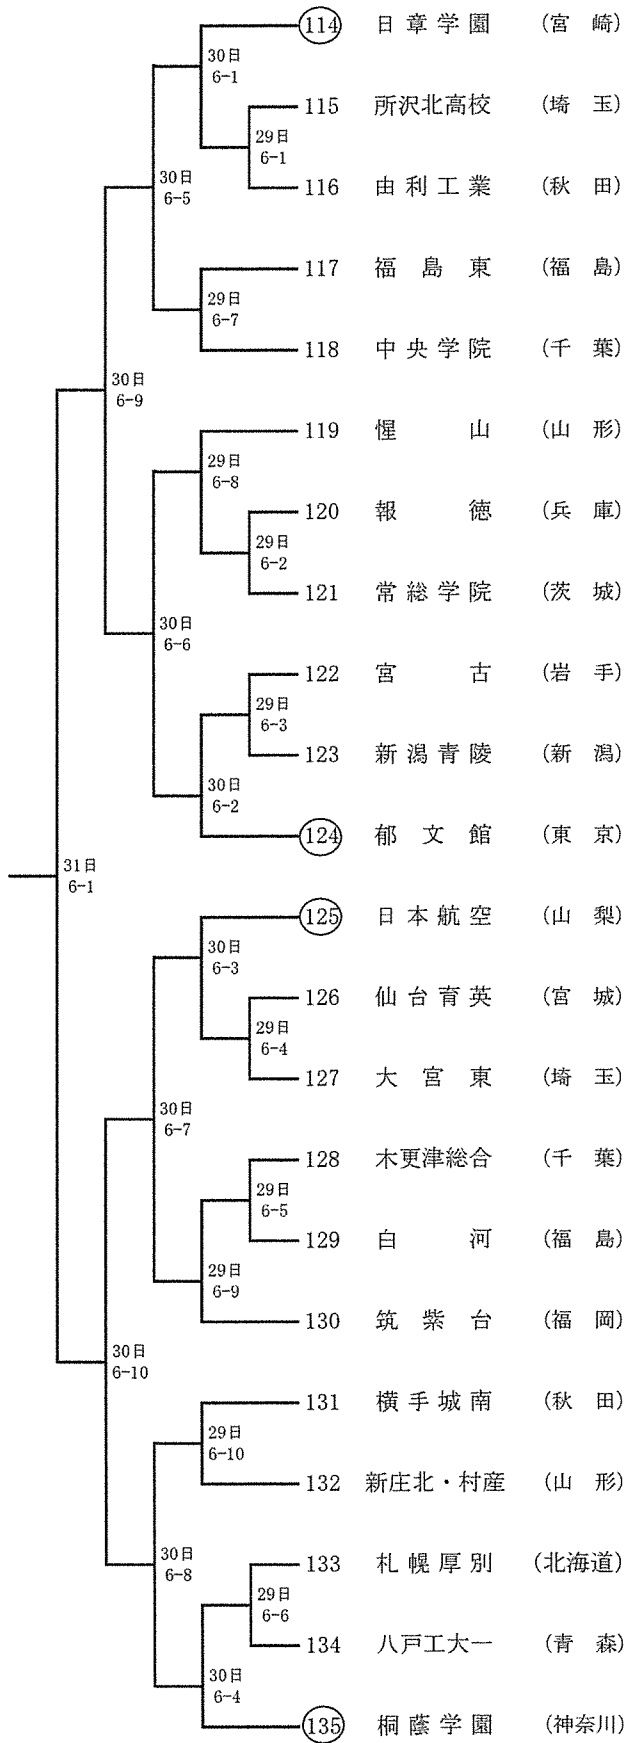 114 日章学園 (宮崎)
30日
6-1
115 所沢北高校 (埼玉)
29日
6-1
30日
6-5
116 由利工業 (秋田)
117 福島東 (福島)
29日
6-7
118 中央学院 (千葉)
30日
6-9
119 惺山 (山形)
29日
6-8
120 報徳 (兵庫)
29日
6-2
121 常総学院 (茨城)
30日
6-6
122 宮古 (岩手)
29日
6-3
123 新潟青陵 (新潟)
30日
6-2
124 郁文館 (東京)
31日
6-1
125 日本航空 (山梨)
30日
6-3
126 仙台育英 (宮城)
29日
6-4
127 大宮東 (埼玉)
30日
6-7
128 木更津総合 (千葉)
29日
6-5
129 白河 (福島)
29日
6-9
130 筑紫台 (福岡)
30日
6-10
131 横手城南 (秋田)
29日
6-10
132 新庄北・村産 (山形)
30日
6-8
133 札幌厚別 (北海道)
29日
6-6
134 八戸工大一 (青森)
30日
6-4
135 桐蔭学園 (神奈川)